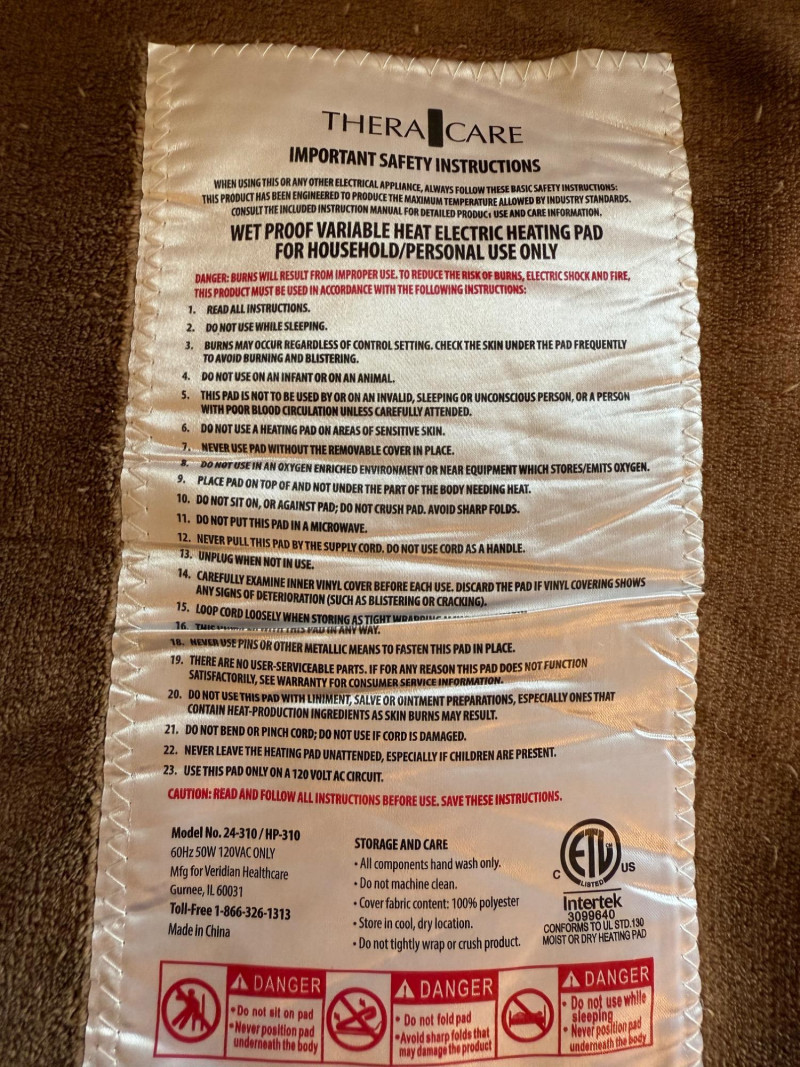 THERA CARE
IMPORTANT SAFETY INSTRUCTIONS
WHEN USING THIS OR ANY OTHER ELECTRICAL APPLIANCE, ALWAYS FOLLOW THESE BASIC SAFETY INSTRUCTIONS:
THIS PRODUCT HAS BEEN ENGINEERED TO PRODUCE THE MAXIMUM TEMPERATURE ALLOWED BY INDUSTRY STANDARDS.
CONSULT THE INCLUDED INSTRUCTION MANUAL FOR DETAILED PRODUCT USE AND CARE INFORMATION.
WET PROOF VARIABLE HEAT ELECTRIC HEATING PAD
FOR HOUSEHOLD/PERSONAL USE ONLY
DANGER: BURNS WILL RESULT FROM IMPROPER USE. TO REDUCE THE RISK OF BURNS, ELECTRIC SHOCK AND FIRE,
THIS PRODUCT MUST BE USED IN ACCORDANCE WITH THE FOLLOWING INSTRUCTIONS:
1. READ ALL INSTRUCTIONS.
2. DO NOT USE WHILE SLEEPING.
3. BURNS MAY OCCUR REGARDLESS OF CONTROL SETTING. CHECK THE SKIN UNDER THE PAD FREQUENTLY
TO AVOID BURNING AND BLISTERING.
4. DO NOT USE ON AN INFANT OR ON AN ANIMAL.
5. THIS PAD IS NOT TO BE USED BY OR ON AN INVALID, SLEEPING OR UNCONSCIOUS PERSON, OR A PERSON
WITH POOR BLOOD CIRCULATION UNLESS CAREFULLY ATTENDED.
6. DO NOT USE A HEATING PAD ON AREAS OF SENSITIVE SKIN.
7. NEVER USE PAD WITHOUT THE REMOVABLE COVER IN PLACE.
8. DO NOT USE IN AN OXYGEN ENRICHED ENVIRONMENT OR NEAR EQUIPMENT WHICH STORES/EMITS OXYGEN.
9. PLACE PAD ON TOP OF AND NOT UNDER THE PART OF THE BODY NEEDING HEAT.
10. DO NOT SIT ON, OR AGAINST PAD; DO NOT CRUSH PAD. AVOID SHARP FOLDS.
11. DO NOT PUT THIS PAD IN A MICROWAVE.
12. NEVER PULL THIS PAD BY THE SUPPLY CORD. DO NOT USE CORD AS A HANDLE.
13. UNPLUG WHEN NOT IN USE.
14. CAREFULLY EXAMINE INNER VINYL COVER BEFORE EACH USE. DISCARD THE PAD IF VINYL COVERING SHOWS
ANY SIGNS OF DETERIORATION (SUCH AS BLISTERING OR CRACKING).
15. LOOP CORD LOOSELY WHEN STORING AS TIGHT WRAPPING
16. THIS PAD IN ANY WAY.
18. NEVER USE PINS OR OTHER METALLIC MEANS TO FASTEN THIS PAD IN PLACE.
19. THERE ARE NO USER-SERVICEABLE PARTS. IF FOR ANY REASON THIS PAD DOES NOT FUNCTION
SATISFACTORILY, SEE WARRANTY FOR CONSUMER SERVICE INFORMATION.
20. DO NOT USE THIS PAD WITH LINIMENT, SALVE OR OINTMENT PREPARATIONS, ESPECIALLY ONES THAT
CONTAIN HEAT-PRODUCTION INGREDIENTS AS SKIN BURNS MAY RESULT.
21. DO NOT BEND OR PINCH CORD; DO NOT USE IF CORD IS DAMAGED.
22. NEVER LEAVE THE HEATING PAD UNATTENDED, ESPECIALLY IF CHILDREN ARE PRESENT.
23. USE THIS PAD ONLY ON A 120 VOLT AC CIRCUIT.
CAUTION: READ AND FOLLOW ALL INSTRUCTIONS BEFORE USE. SAVE THESE INSTRUCTIONS.
Model No. 24-310 / HP-310
60Hz 50W 120VAC ONLY
Mfg for Veridian Healthcare
Gurnee, IL 60031
Toll-Free 1-866-326-1313
Made in China
STORAGE AND CARE
• All components hand wash only.
• Do not machine clean.
• Cover fabric content: 100% polyester
• Store in cool, dry location.
• Do not tightly wrap or crush product.
C ETL CM US
LISTED
Intertek
3099640
CONFORMS TO UL STD.130
MOIST OR DRY HEATING PAD
DANGER
• Do not sit on pad
• Never position pad
underneath the body
DANGER
• Do not fold pad
• Avoid sharp folds that
may damage the product
DANGER
• Do not use while
sleeping
• Never position pad
underneath the body